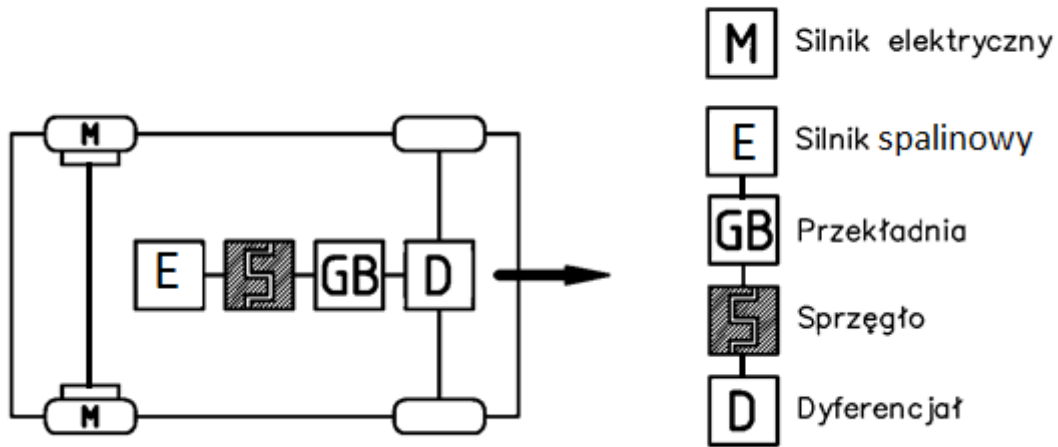 M
M
E
GB
D
M Silnik elektryczny
E Silnik spalinowy
GB Przekładnia
Sprzęgło
D Dyferencjał